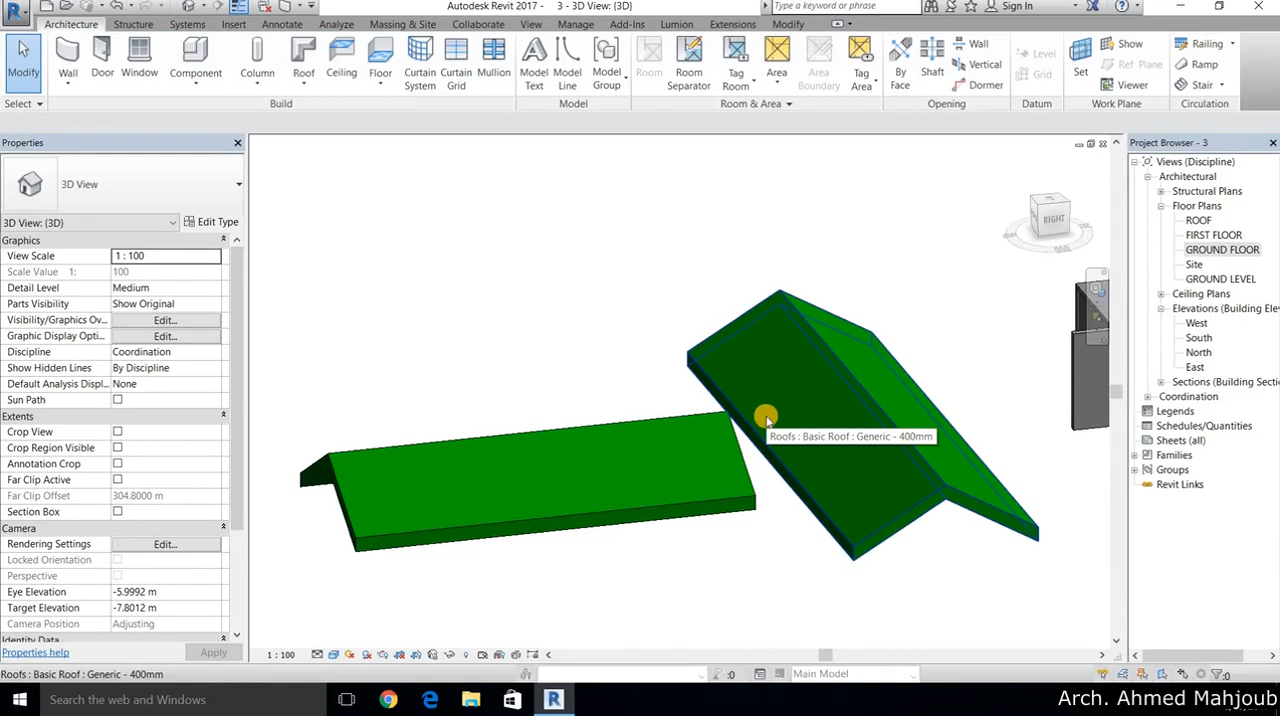 Autodesk Revit 2017 - 3 - 3D View: {3D}
Type a keyword or phrase
Sign In
Architecture Structure Systems Insert Annotate Analyze Massing & Site Collaborate View Manage Add-Ins Lumion Extensions Modify
Modify
Wall
Door
Window
Component
Column
Roof
Ceiling
Floor
Curtain System
Curtain Grid
Mullion
Model Text
Model Line
Model Group
Room
Room Separator
Tag Room
Area
Area Boundary
Tag Area
By Face
Shaft
Wall
Vertical
Dormer
Level
Grid
Set
Show
Ref Plane
Viewer
Railing
Ramp
Stair
Select Build Model Room & Area Opening Datum Work Plane Circulation
Properties
3D View
3D View: {3D}
Edit Type
Graphics
View Scale 1 : 100
Scale Value 1: 100
Detail Level Medium
Parts Visibility Show Original
Visibility/Graphics Ov... Edit...
Graphic Display Opti... Edit...
Discipline Coordination
Show Hidden Lines By Discipline
Default Analysis Displ... None
Sun Path
Extents
Crop View
Crop Region Visible
Annotation Crop
Far Clip Active
Far Clip Offset 304.8000 m
Section Box
Camera
Rendering Settings Edit...
Locked Orientation
Perspective
Eye Elevation -5.9992 m
Target Elevation -7.8012 m
Camera Position Adjusting
Identity Data
Properties help
Apply
RIGHT
Roofs : Basic Roof : Generic - 400mm
Project Browser - 3
Views (Discipline)
Architectural
Structural Plans
Floor Plans
ROOF
FIRST FLOOR
GROUND FLOOR
Site
GROUND LEVEL
Ceiling Plans
Elevations (Building Ele
West
South
North
East
Sections (Building Secti
Coordination
Legends
Schedules/Quantities
Sheets (all)
Families
Groups
Revit Links
1 : 100
Roofs : Basic Roof : Generic - 400mm
:0
Main Model
:0
Search the web and Windows
Arch. Ahmed Mahjoub